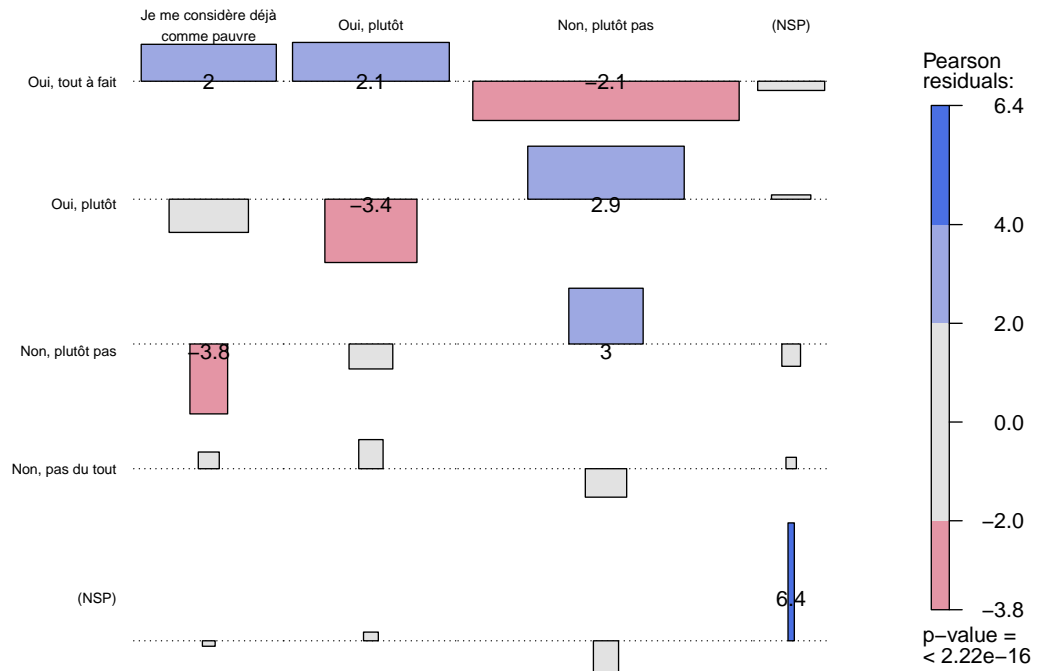 Je me considère déjà
comme pauvre
Oui, plutôt
Non, plutôt pas
(NSP)
Oui, tout à fait
2
2.1
−2.1
Oui, plutôt
−3.4
2.9
Non, plutôt pas
−3.8
3
Non, pas du tout
(NSP)
6.4
Pearson
residuals:
6.4
4.0
2.0
0.0
−2.0
−3.8
p−value =
< 2.22e−16